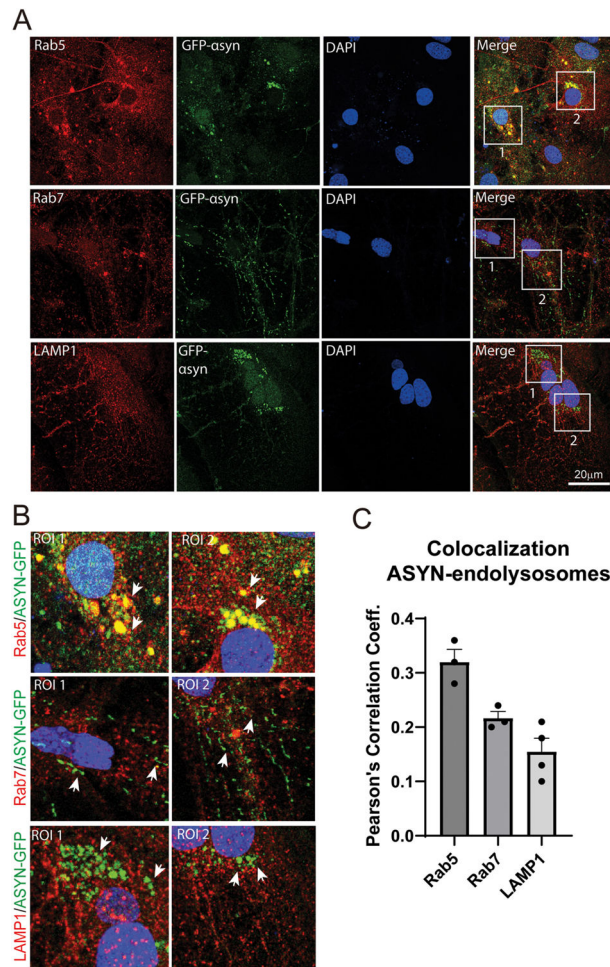 A
Rab5
GFP-αsyn
DAPI
Merge
1
2
Rab7
GFP-αsyn
DAPI
Merge
1
2
LAMP1
GFP-
αsyn
DAPI
Merge
1
2
20μm
B
Rab5/ASYN-GFP
ROI 1
ROI 2
Rab7/ASYN-GFP
ROI 1
ROI 2
LAMP1/ASYN-GFP
ROI 1
ROI 2
C
Colocalization
ASYN-endolysosomes
Pearson's Correlation Coeff.
0.4
0.3
0.2
0.1
0.0
Rab5
Rab7
LAMP1